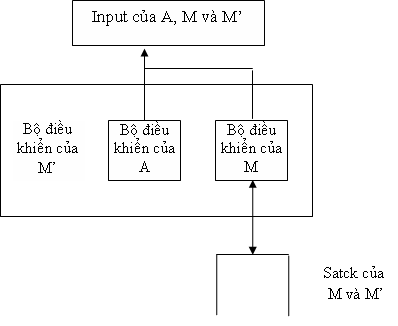 Input của A, M và M’
Bộ điều
khiển của
M’
Bộ điều
khiển của
A
Bộ điều
khiển của
M
Satck của
M và M’